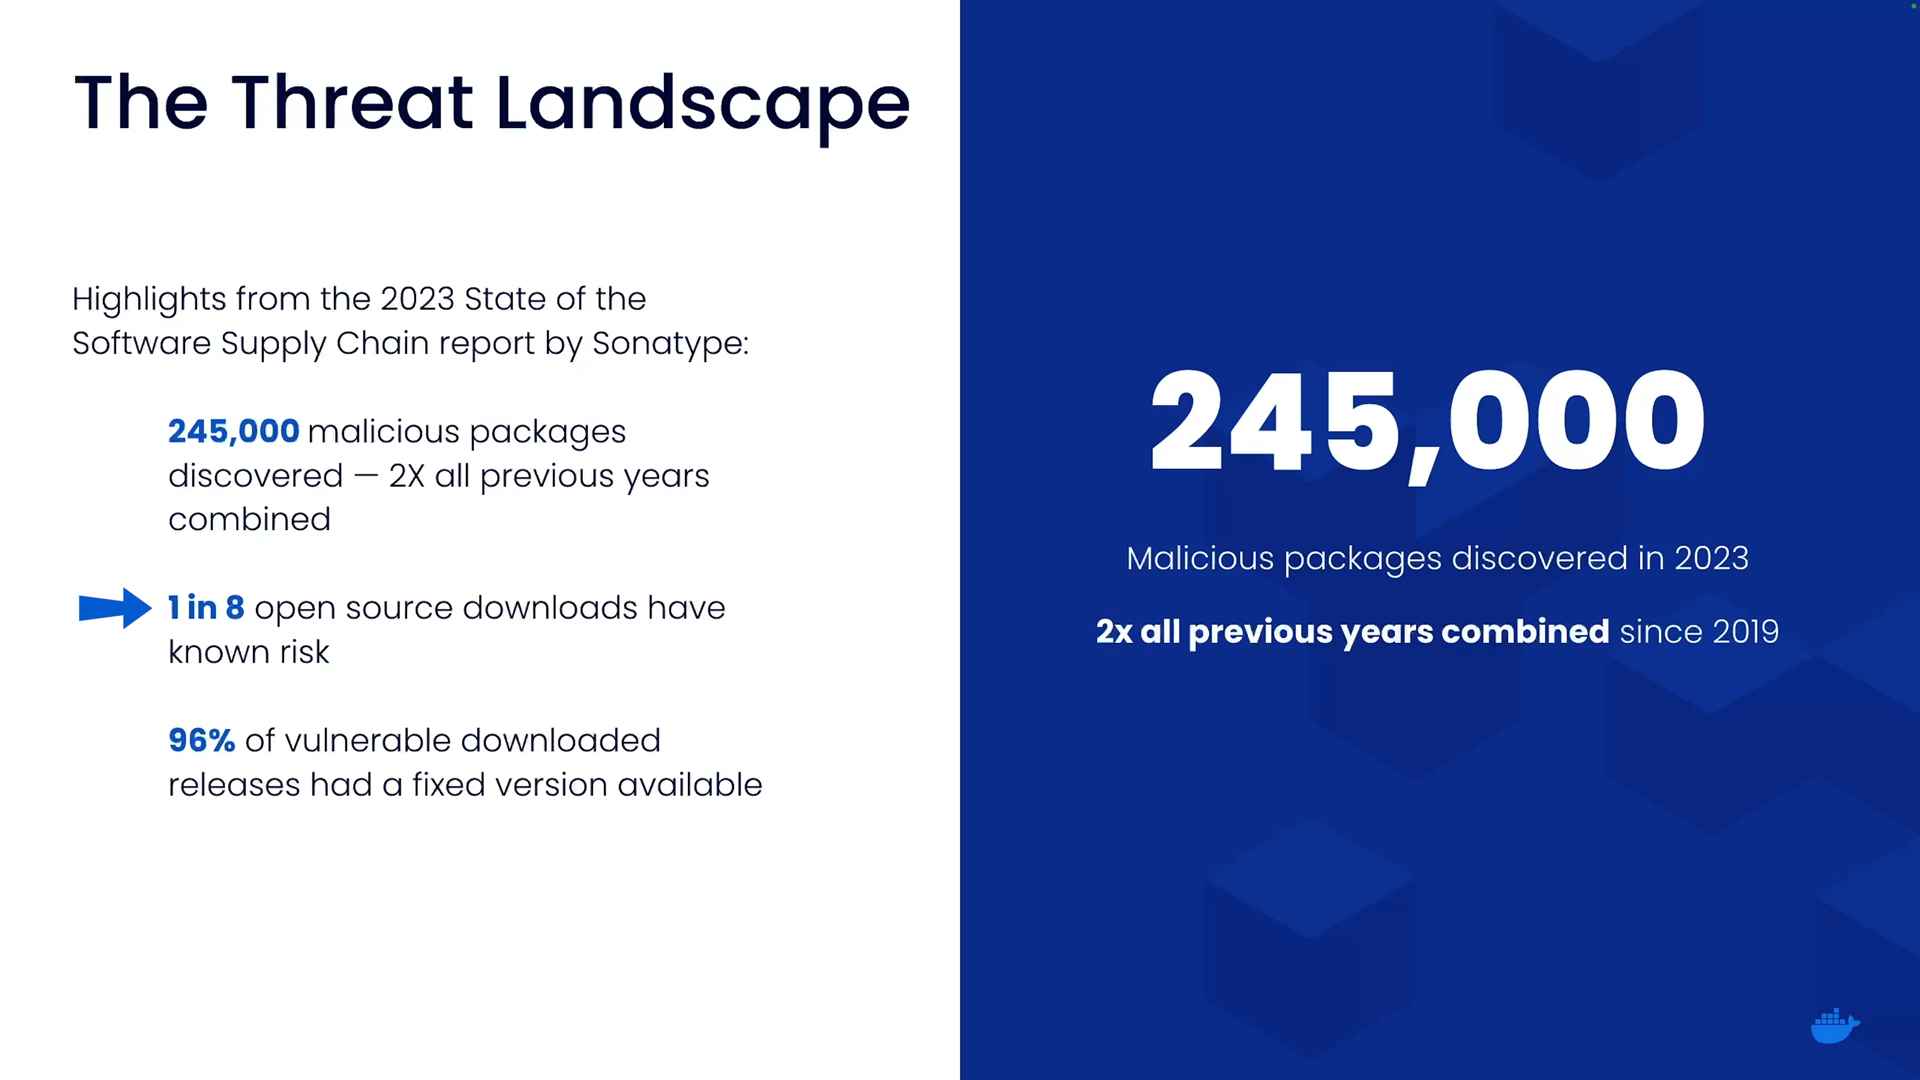 The Threat Landscape
Highlights from the 2023 State of the
Software Supply Chain report by Sonatype:
245,000 malicious packages
discovered — 2X all previous years
combined
1 in 8 open source downloads have
known risk
96% of vulnerable downloaded
releases had a fixed version available
245,000
Malicious packages discovered in 2023
2x all previous years combined since 2019